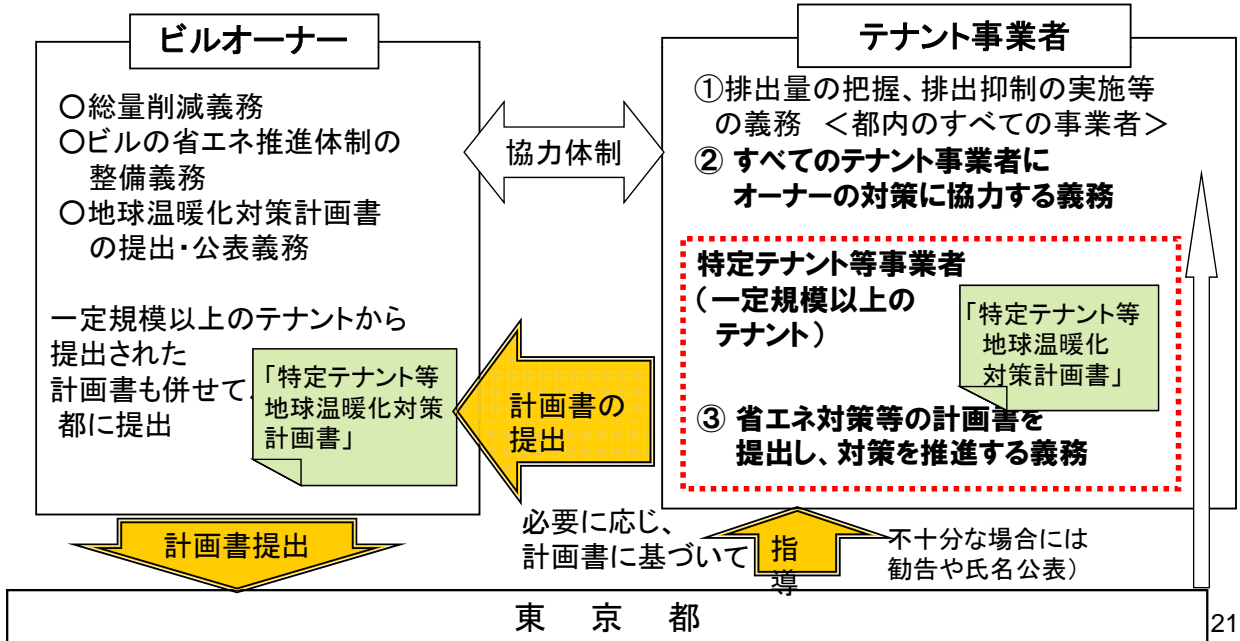 ビルオーナー
○総量削減義務
○ビルの省エネ推進体制の
整備義務
○地球温暖化対策計画書
の提出・公表義務
一定規模以上のテナントから
提出された
計画書も併せて、
都に提出
「特定テナント等
地球温暖化対策
計画書」
協力体制
計画書の
提出
テナント事業者
①排出量の把握、排出抑制の実施等
の義務 <都内のすべての事業者>
② すべてのテナント事業者に
オーナーの対策に協力する義務
特定テナント等事業者
(一定規模以上の
テナント)
「特定テナント等
地球温暖化
対策計画書」
③ 省エネ対策等の計画書を
提出し、対策を推進する義務
計画書提出
必要に応じ、
計画書に基づいて
指
導
不十分な場合には
勧告や氏名公表)
東 京 都
21